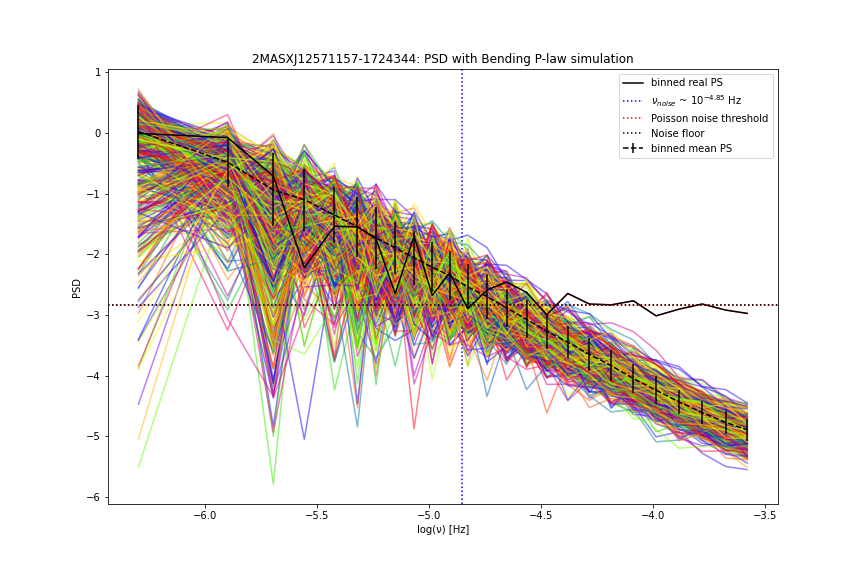 2MASXJ12571157-1724344: PSD with Bending P-law simulation
binned real PS
ν_noise ~ 10^−4.85 Hz
Poisson noise threshold
Noise floor
binned mean PS
1
0
−1
−2
−3
−4
−5
−6
PSD
−6.0 −5.5 −5.0 −4.5 −4.0 −3.5
log(ν) [Hz]